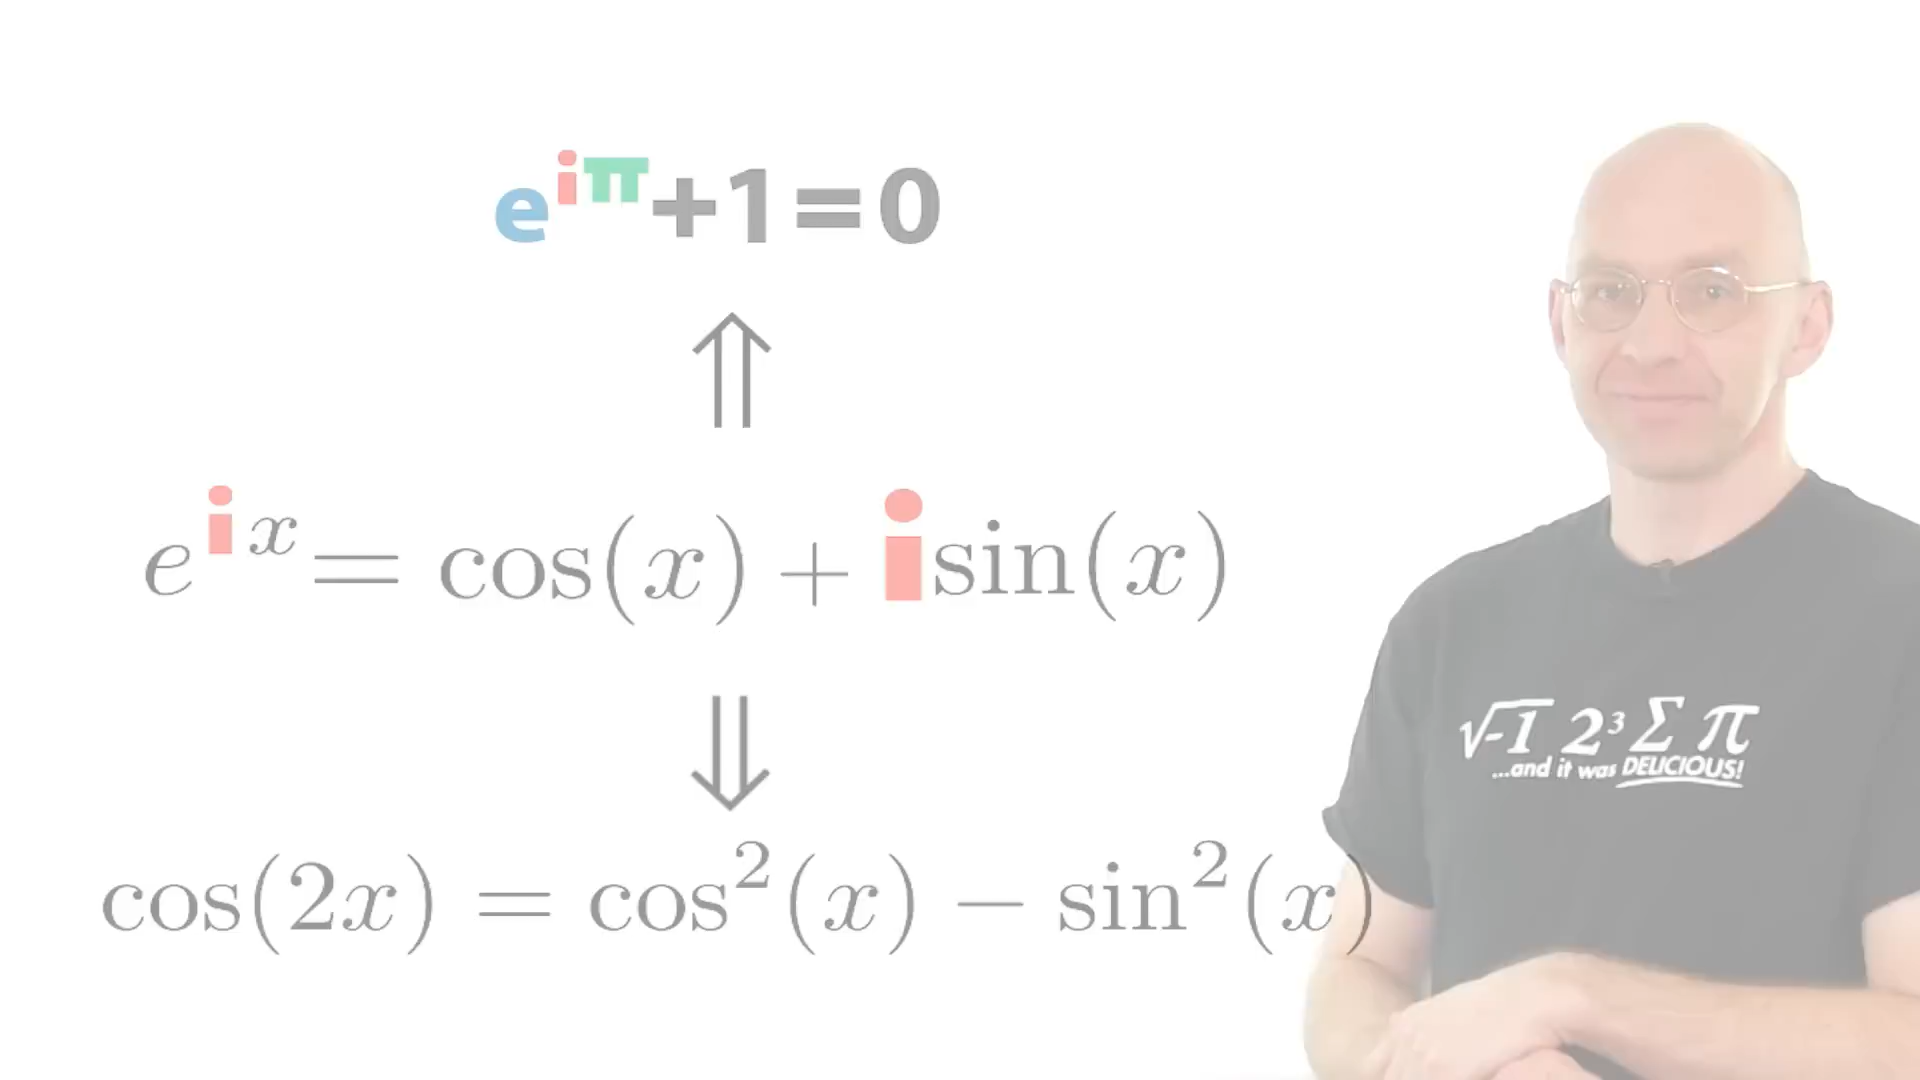 e^{iπ}+1=0
⇑
e^{ix} = cos(x) + i sin(x)
⇓
cos(2x) = cos²(x) − sin²(x)
√-1 2³ Σ π
...and it was DELICIOUS!